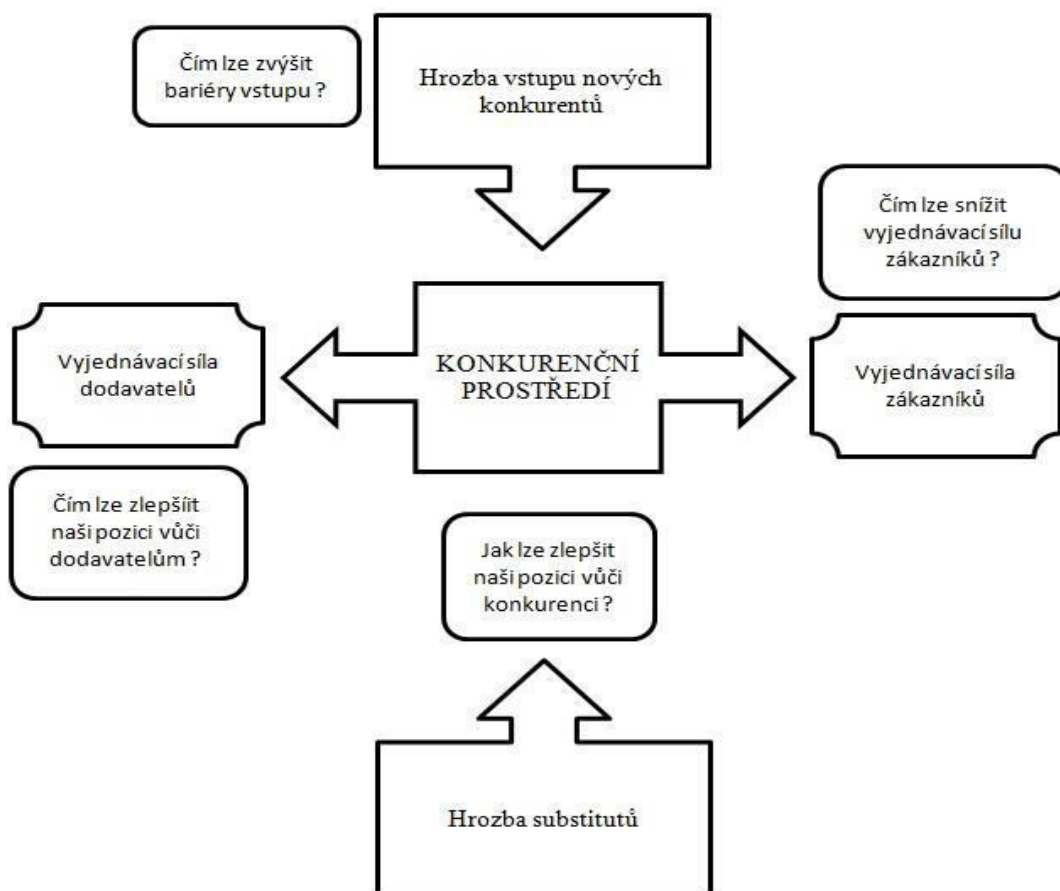 Čím lze zvýšit
bariéry vstupu ?
Hrozba vstupu nových
konkurentů
Čím lze snížit
vyjednávací sílu
zákazníků ?
Vyjednávací síla
dodavatelů
KONKURENČNÍ
PROSTŘEDÍ
Vyjednávací síla
zákazníků
Čím lze zlepšíit
naši pozici vůči
dodavatelům ?
Jak lze zlepšit
naši pozici vůči
konkurenci ?
Hrozba substitutů